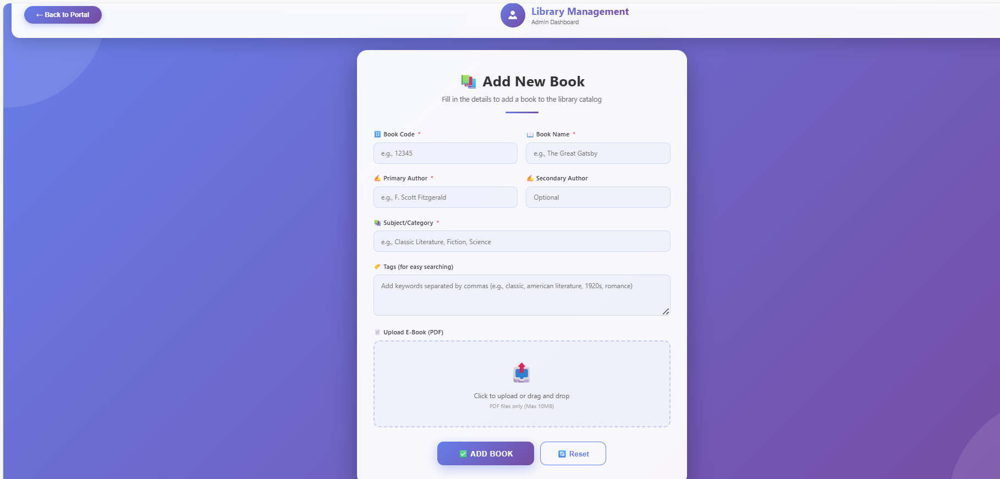 ← Back to Portal
Library Management
Admin Dashboard
Add New Book
Fill in the details to add a book to the library catalog
Book Code *
Book Name *
e.g., 12345
e.g., The Great Gatsby
Primary Author *
Secondary Author
e.g., F. Scott Fitzgerald
Optional
Subject/Category *
e.g., Classic Literature, Fiction, Science
Tags (for easy searching)
Add keywords separated by commas (e.g., classic, american literature, 1920s, romance)
Upload E-Book (PDF)
Click to upload or drag and drop
PDF files only (Max 10MB)
ADD BOOK
Reset